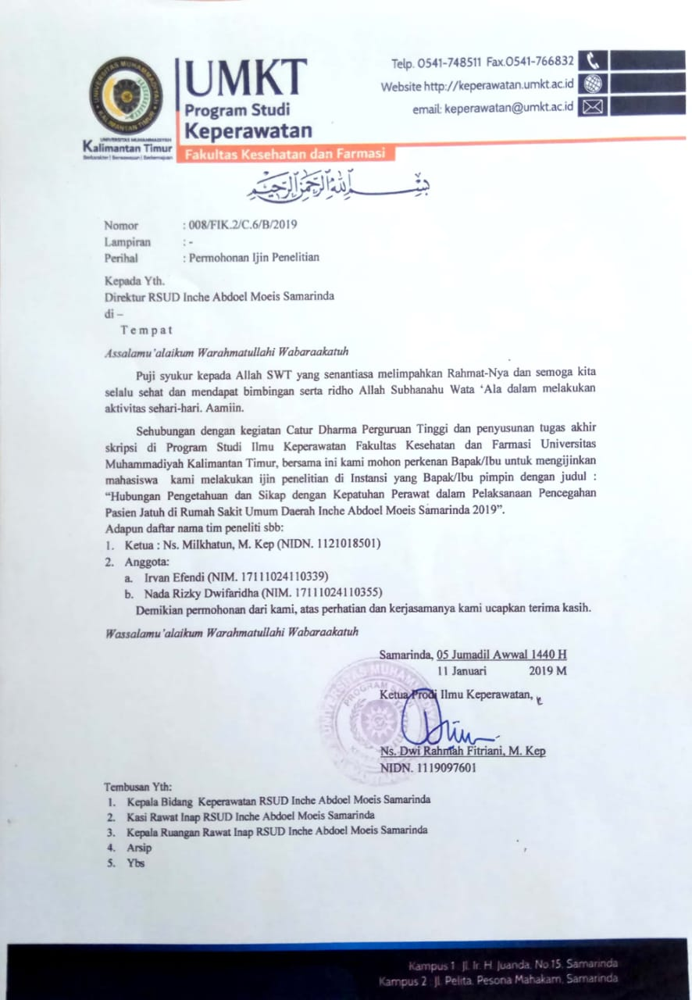 UNIVERSITAS MUHAMMADIYAH
KALIMANTAN TIMUR
UNIVERSITAS MUHAMMADIYAH
Kalimantan Timur
Berkarakter | Berwawasan | Berkemajuan
UMKT
Program Studi
Keperawatan
Fakultas Kesehatan dan Farmasi
Telp. 0541-748511 Fax.0541-766832
Website http://keperawatan.umkt.ac.id
email: keperawatan@umkt.ac.id
بسم الله الرحمن الرحيم
Nomor : 008/FIK.2/C.6/B/2019
Lampiran : -
Perihal : Permohonan Ijin Penelitian
Kepada Yth.
Direktur RSUD Inche Abdoel Moeis Samarinda
di –
T e m p a t
Assalamu’alaikum Warahmatullahi Wabaraakatuh
Puji syukur kepada Allah SWT yang senantiasa melimpahkan Rahmat-Nya dan semoga kita
selalu sehat dan mendapat bimbingan serta ridho Allah Subhanahu Wata ‘Ala dalam melakukan
aktivitas sehari-hari. Aamiin.
Sehubungan dengan kegiatan Catur Dharma Perguruan Tinggi dan penyusunan tugas akhir
skripsi di Program Studi Ilmu Keperawatan Fakultas Kesehatan dan Farmasi Universitas
Muhammadiyah Kalimantan Timur, bersama ini kami mohon perkenan Bapak/Ibu untuk mengijinkan
mahasiswa kami melakukan ijin penelitian di Instansi yang Bapak/Ibu pimpin dengan judul :
“Hubungan Pengetahuan dan Sikap dengan Kepatuhan Perawat dalam Pelaksanaan Pencegahan
Pasien Jatuh di Rumah Sakit Umum Daerah Inche Abdoel Moeis Samarinda 2019”.
Adapun daftar nama tim peneliti sbb:
1. Ketua : Ns. Milkhatun, M. Kep (NIDN. 1121018501)
2. Anggota:
a. Irvan Efendi (NIM. 17111024110339)
b. Nada Rizky Dwifaridha (NIM. 17111024110355)
Demikian permohonan dari kami, atas perhatian dan kerjasamanya kami ucapkan terima kasih.
Wassalamu’alaikum Warahmatullahi Wabaraakatuh
Samarinda, 05 Jumadil Awwal 1440 H
11 Januari 2019 M
Ketua Prodi Ilmu Keperawatan,
UNIVERSITAS MUHAMM
PROGRAM
Ns. Dwi Rahmah Fitriani, M. Kep
NIDN. 1119097601
Tembusan Yth:
1. Kepala Bidang Keperawatan RSUD Inche Abdoel Moeis Samarinda
2. Kasi Rawat Inap RSUD Inche Abdoel Moeis Samarinda
3. Kepala Ruangan Rawat Inap RSUD Inche Abdoel Moeis Samarinda
4. Arsip
5. Ybs
Kampus 1 : Jl. Ir. H. Juanda, No.15, Samarinda
Kampus 2 : Jl. Pelita, Pesona Mahakam, Samarinda